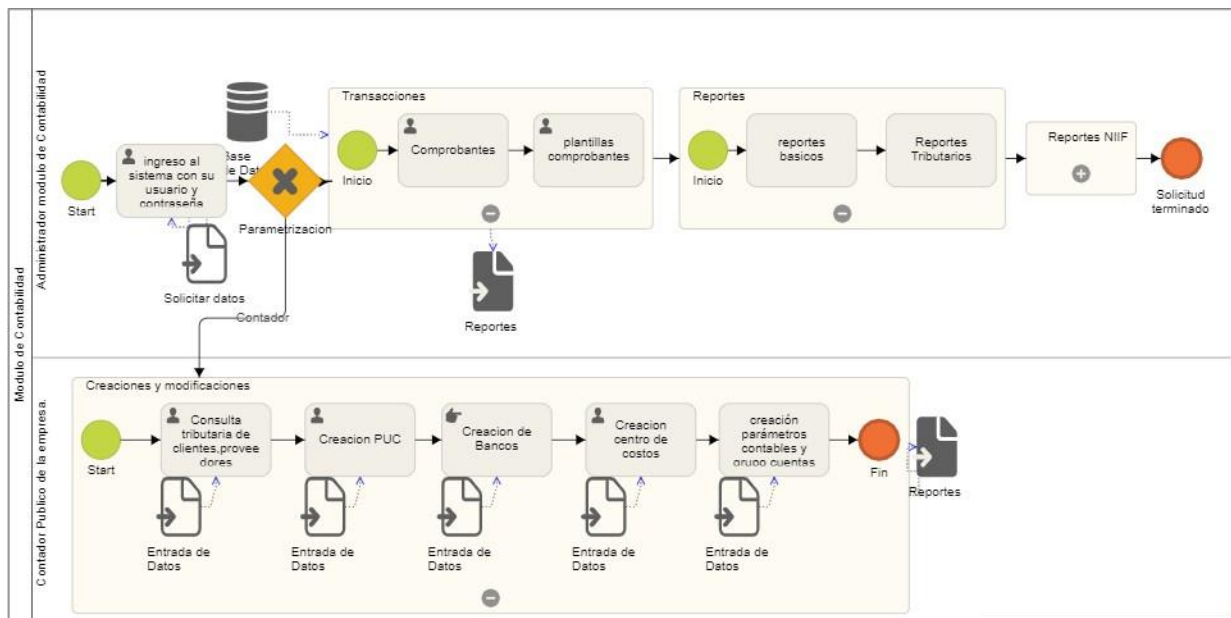 Modulo de Contabilidad
Administrador modulo de Contabilidad
Start
ingreso al
sistema con su
usuario y
contraseña
Solicitar datos
Base
de Dat
Parametrizacion
Contador
Transacciones
Inicio
Comprobantes
plantillas
comprobantes
Reportes
Reportes
Inicio
reportes
basicos
Reportes
Tributarios
Reportes NIIF
Solicitud
terminado
Contador Publico de la empresa.
Creaciones y modificaciones
Start
Consulta
tributaria de
clientes,provee
dores
Creacion PUC
Creacion de
Bancos
Creacion
centro de
costos
creación
parámetros
contables y
grupo cuentas
Fin
Reportes
Entrada de
Datos
Entrada de
Datos
Entrada de
Datos
Entrada de
Datos
Entrada de
Datos